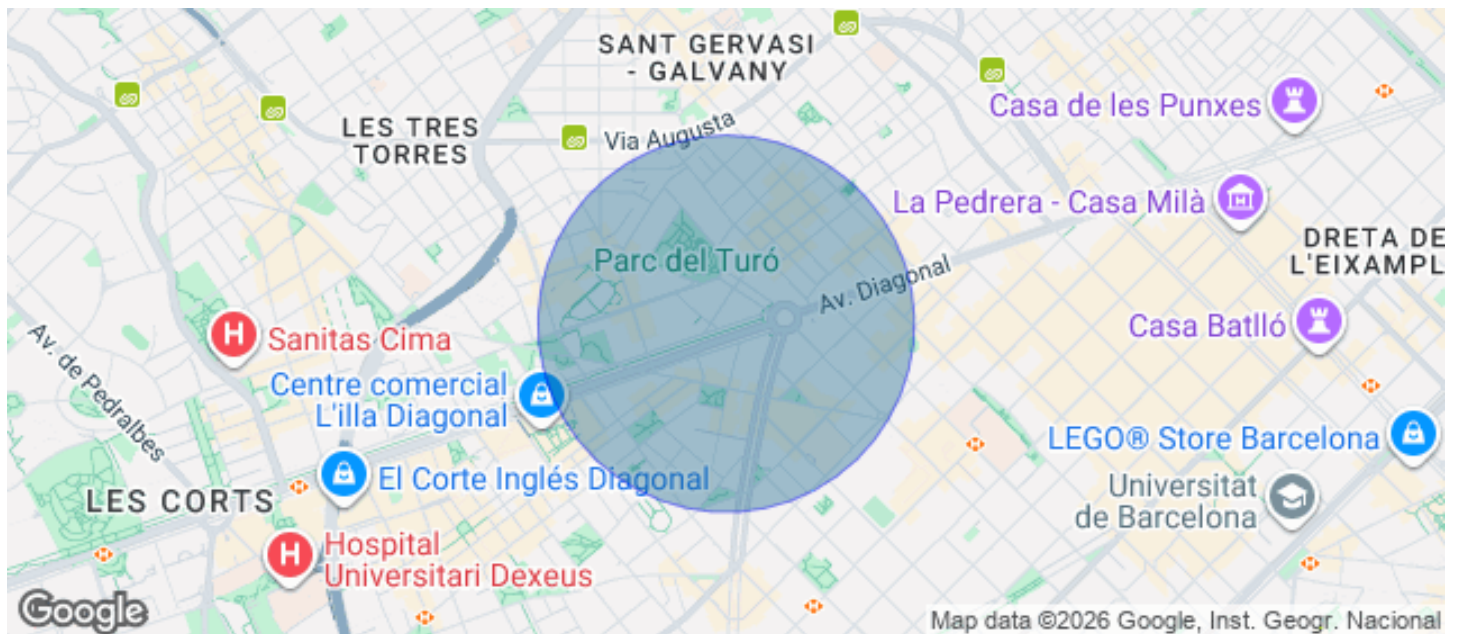 SANT GERVASI
- GALVANY
Casa de les Punxes
LES TRES
TORRES
Via Augusta
La Pedrera - Casa Milà
DRETA DE
L'EIXAMPL
Parc del Turó
Av. Diagonal
Sanitas Cima
Casa Batlló
Av. de Pedralbes
Centre comercial
L'illa Diagonal
LEGO® Store Barcelona
El Corte Inglés Diagonal
LES CORTS
Universitat
de Barcelona
Hospital
Universitari Dexeus
Google
Map data ©2026 Google, Inst. Geogr. Nacional